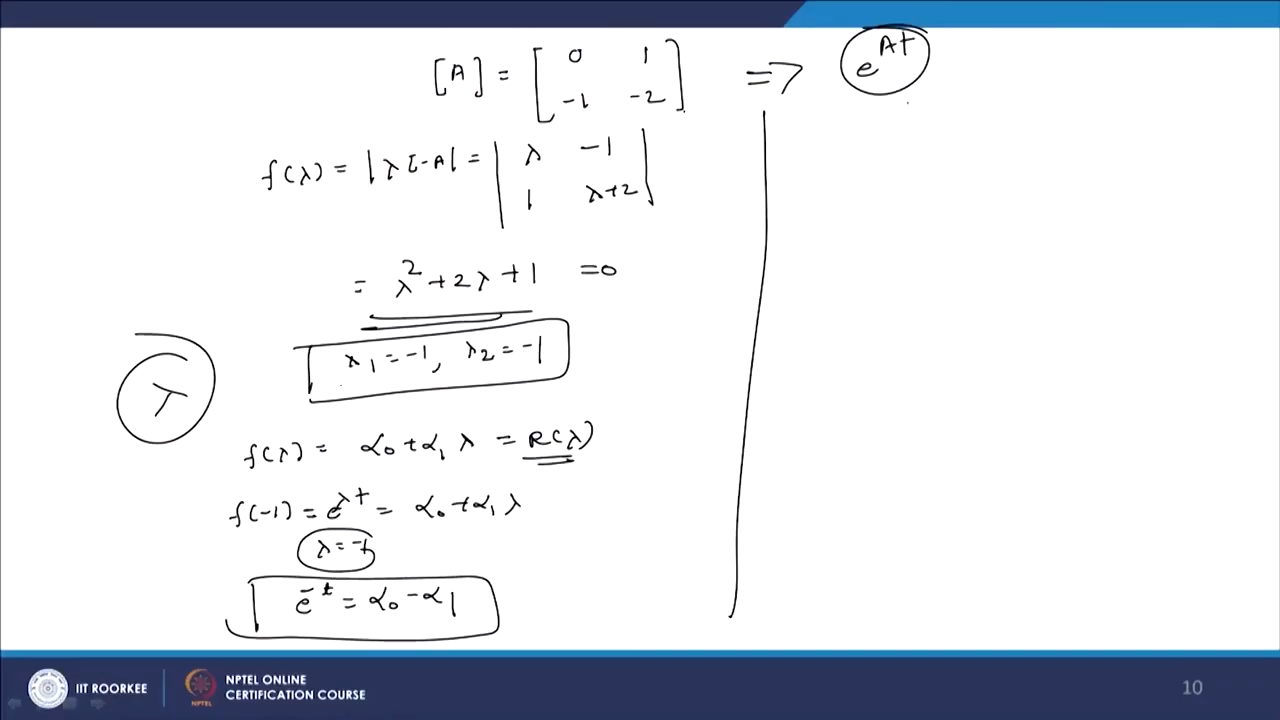 [A] = [ 0 1 ⇒ e^{At}
-1 -2 ]
f(λ) = |λI-A| = | λ -1
1 λ+2 |
= λ² + 2λ + 1 = 0
λ₁ = -1, λ₂ = -1
f(λ) = α₀ + α₁ λ = R(λ)
f(-1) = e^{λt} = α₀ + α₁ λ
λ = -1
e^{-t} = α₀ - α₁
IIT ROORKEE
NPTEL ONLINE
CERTIFICATION COURSE
10